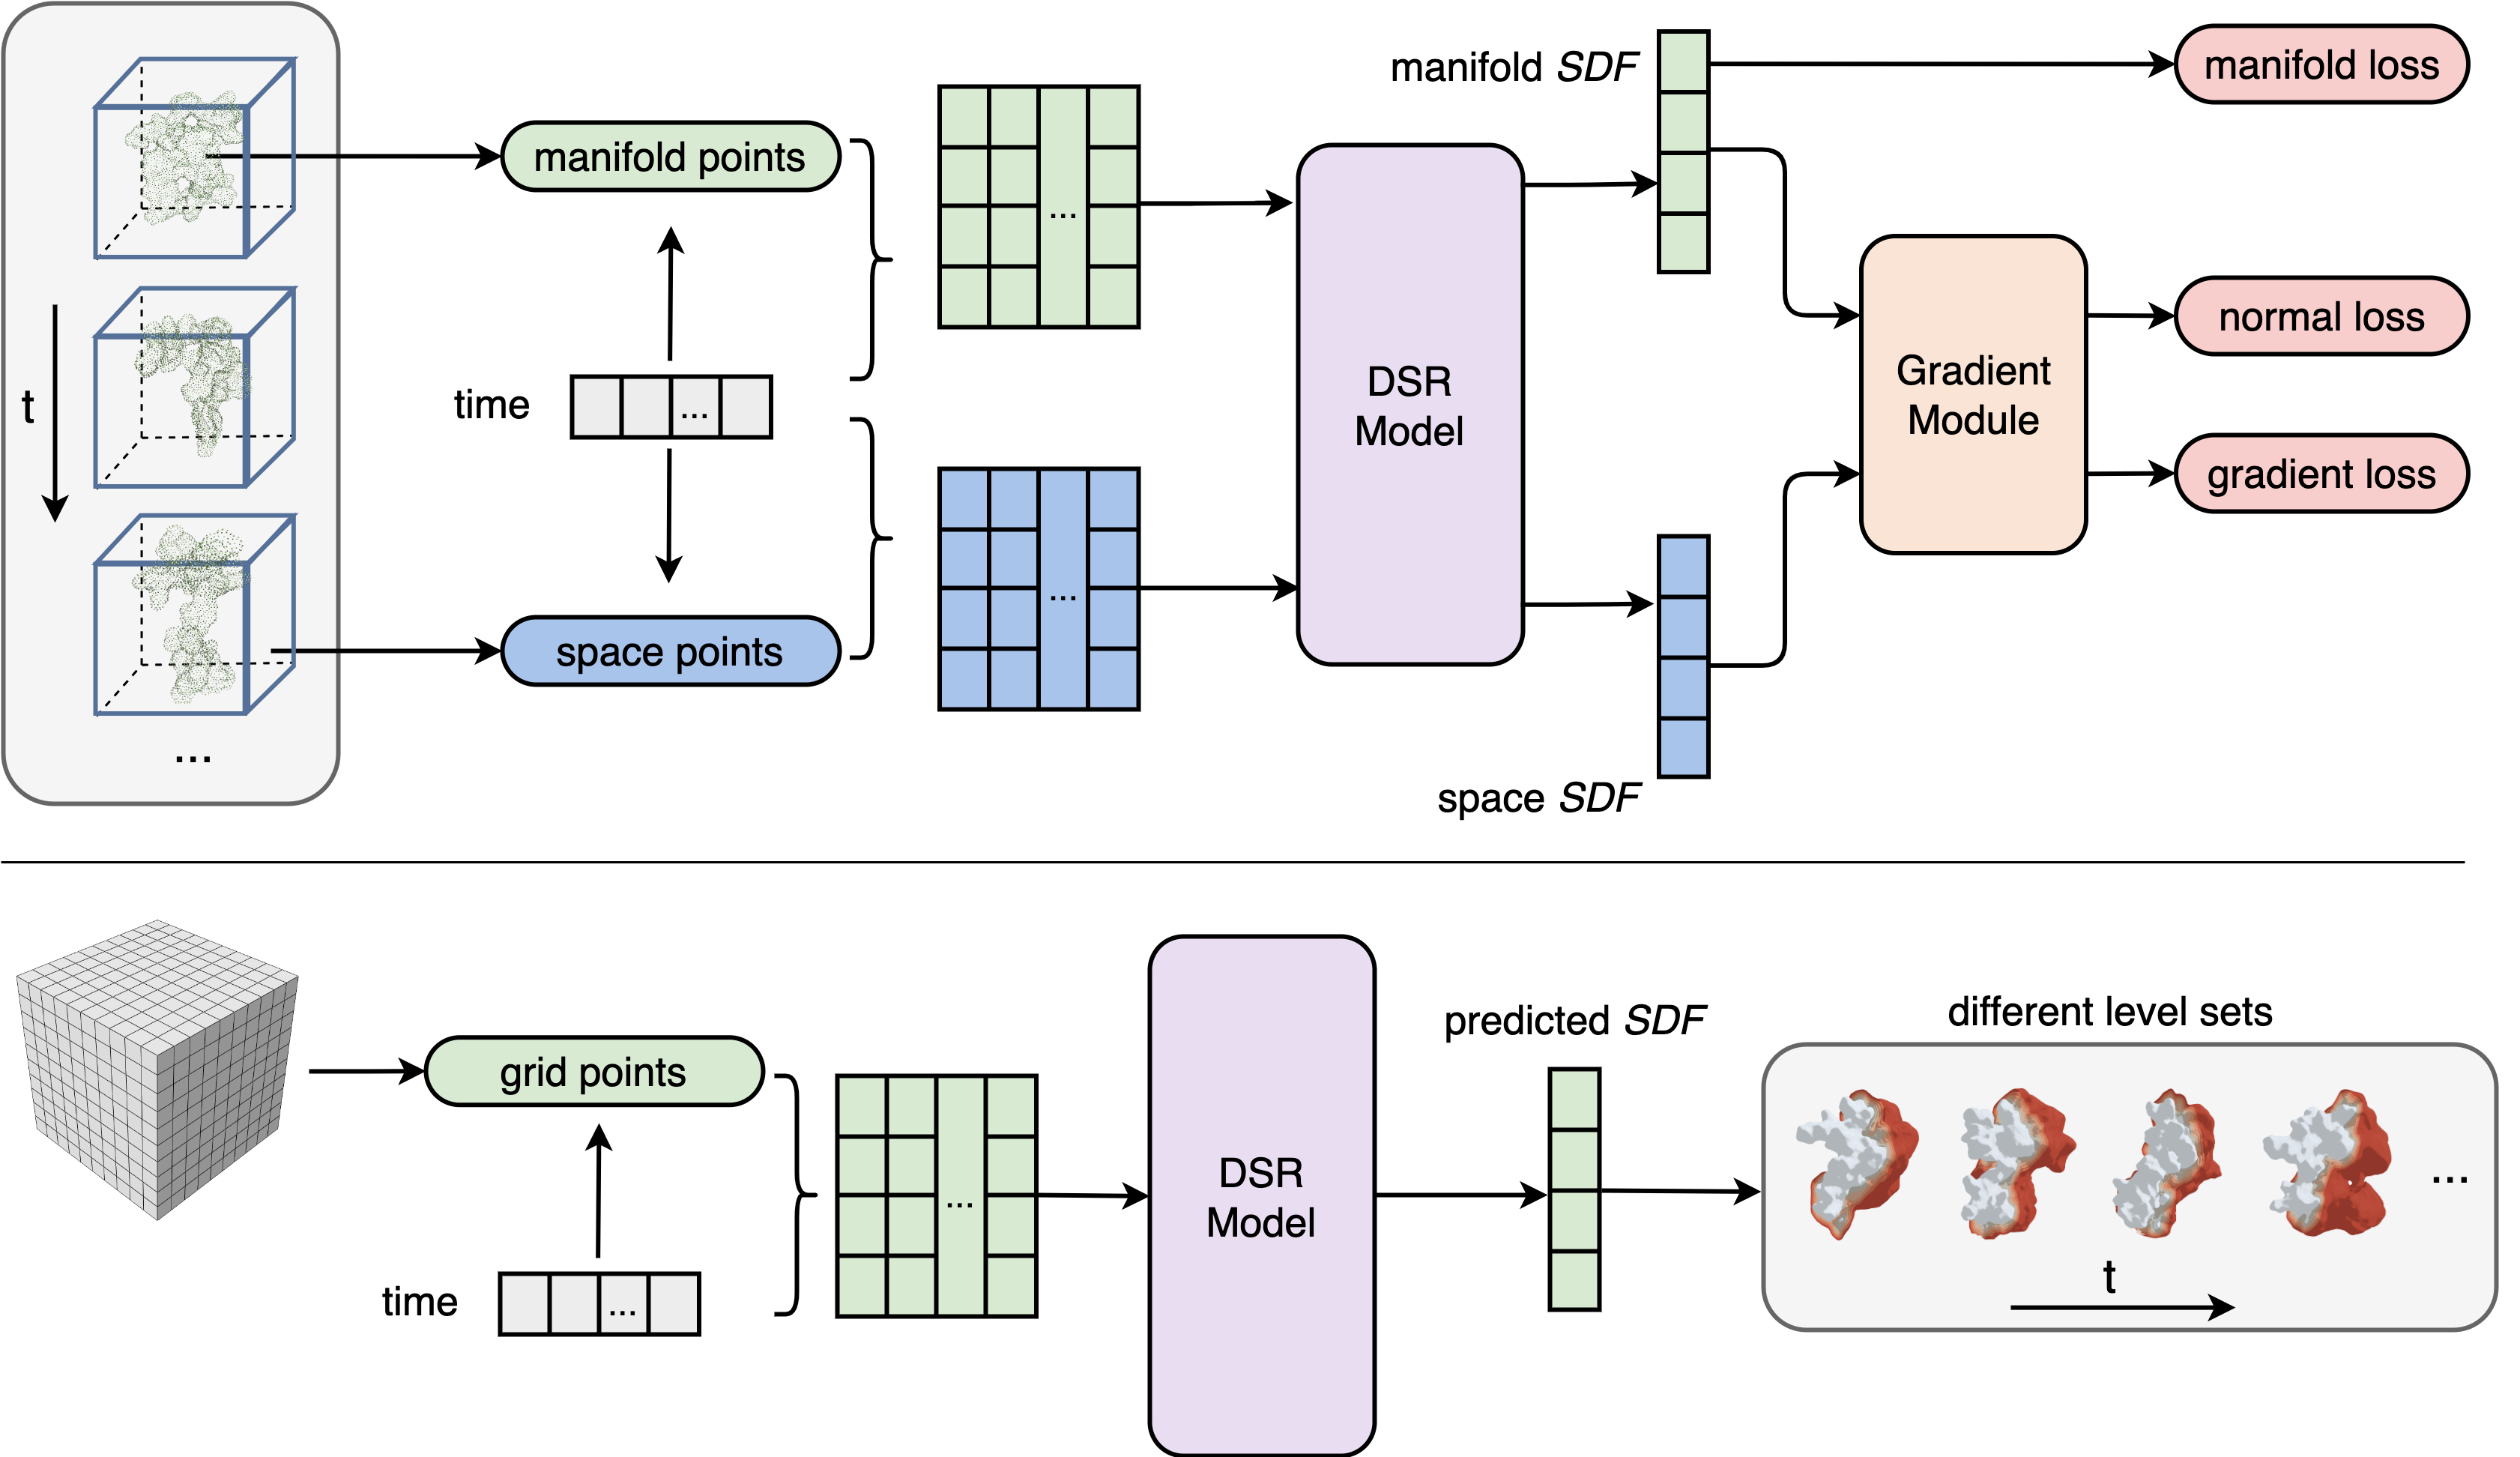 manifold SDF
manifold loss
manifold points
...
t
time
...
DSR
Model
Gradient
Module
normal loss
gradient loss
...
space points
...
space SDF
predicted SDF
different level sets
grid points
...
DSR
Model
...
t
time
...